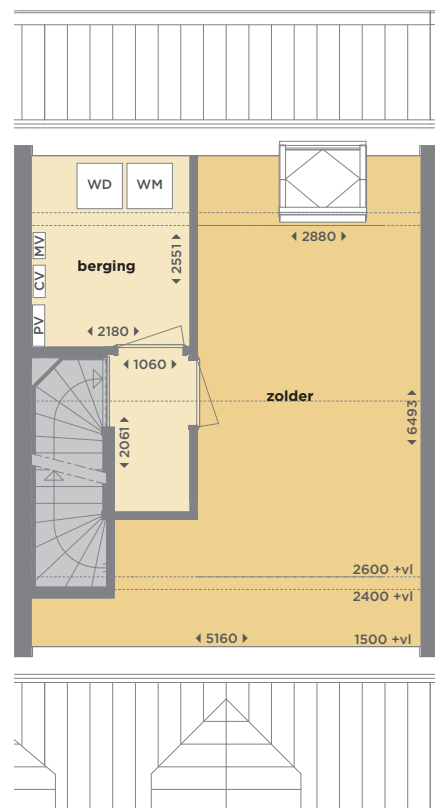 WD WM
MV
2551
2880
berging
CV
PV
2180
1060
zolder
6493
2061
2600 +vl
2400 +vl
5160
1500 +vl